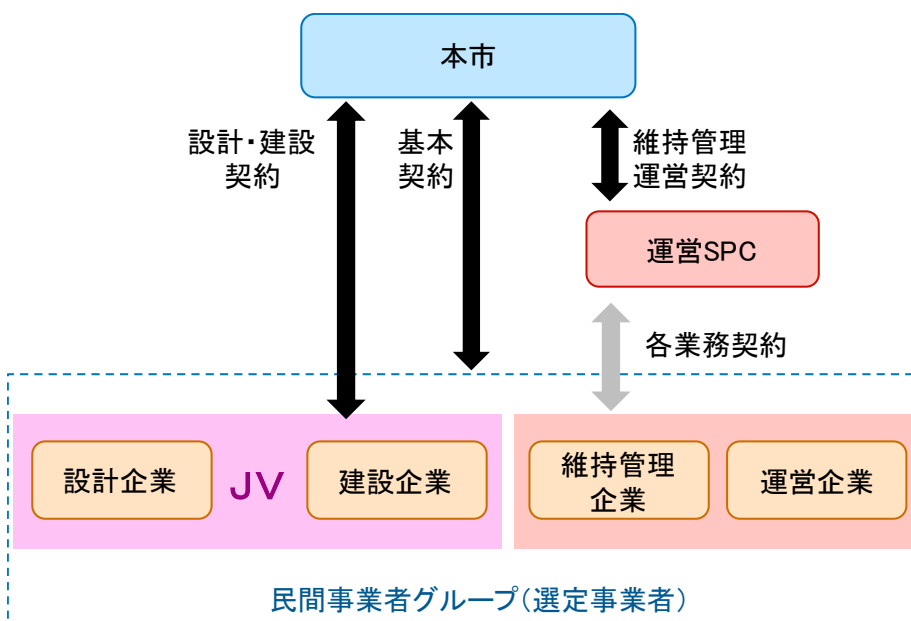 本市
設計・建設
契約
基本
契約
維持管理
運営契約
運営SPC
各業務契約
設計企業
JV
建設企業
維持管理
企業
運営企業
民間事業者グループ(選定事業者)